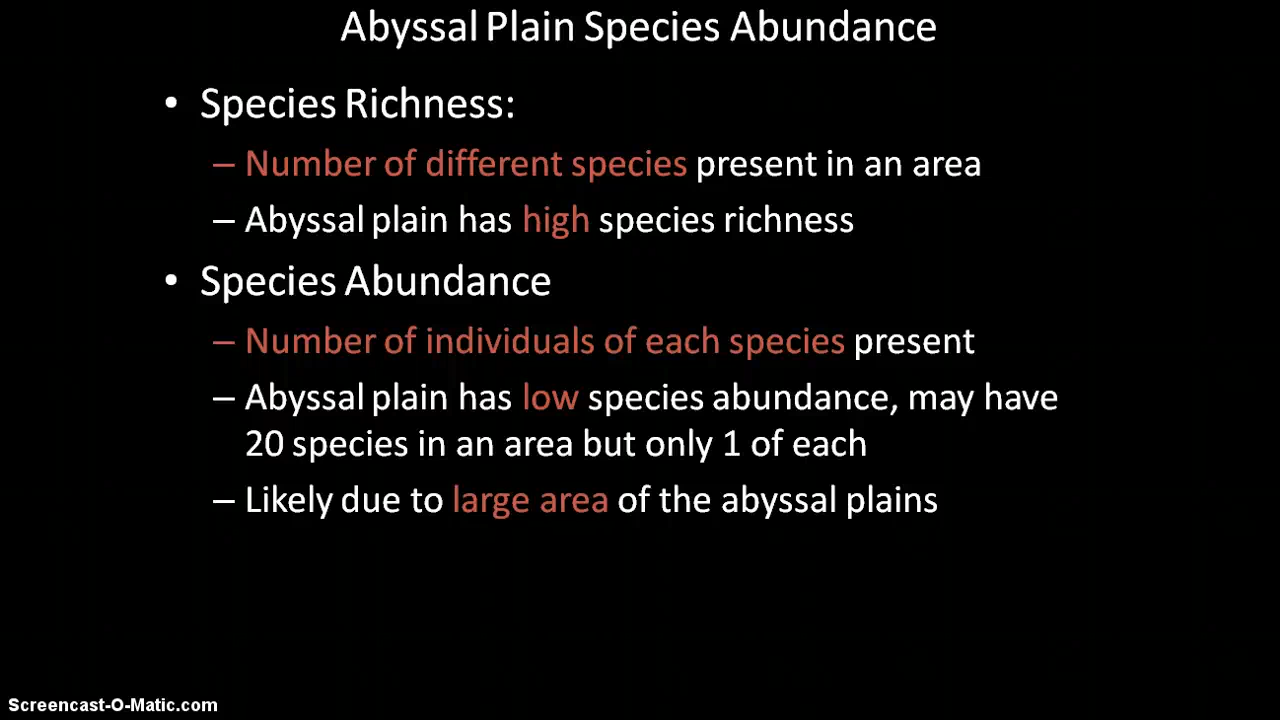 Abyssal Plain Species Abundance
• Species Richness:
– Number of different species present in an area
– Abyssal plain has high species richness
• Species Abundance
– Number of individuals of each species present
– Abyssal plain has low species abundance, may have
20 species in an area but only 1 of each
– Likely due to large area of the abyssal plains
Screencast-O-Matic.com